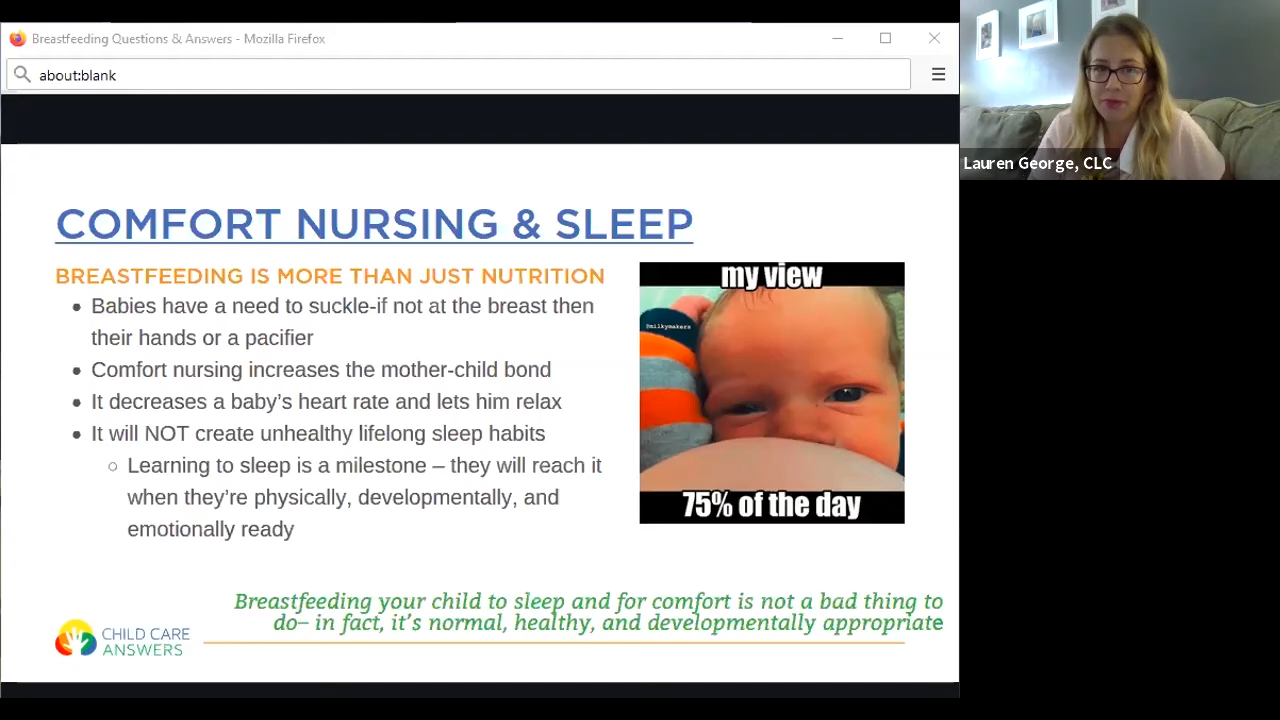 Breastfeeding Questions & Answers - Mozilla Firefox
about:blank
Lauren George, CLC
COMFORT NURSING & SLEEP
BREASTFEEDING IS MORE THAN JUST NUTRITION
• Babies have a need to suckle-if not at the breast then
their hands or a pacifier
• Comfort nursing increases the mother-child bond
• It decreases a baby’s heart rate and lets him relax
• It will NOT create unhealthy lifelong sleep habits
○ Learning to sleep is a milestone – they will reach it
when they’re physically, developmentally, and
emotionally ready
my view
@milkymakers
75% of the day
Breastfeeding your child to sleep and for comfort is not a bad thing to
do– in fact, it’s normal, healthy, and developmentally appropriate
CHILD CARE
ANSWERS